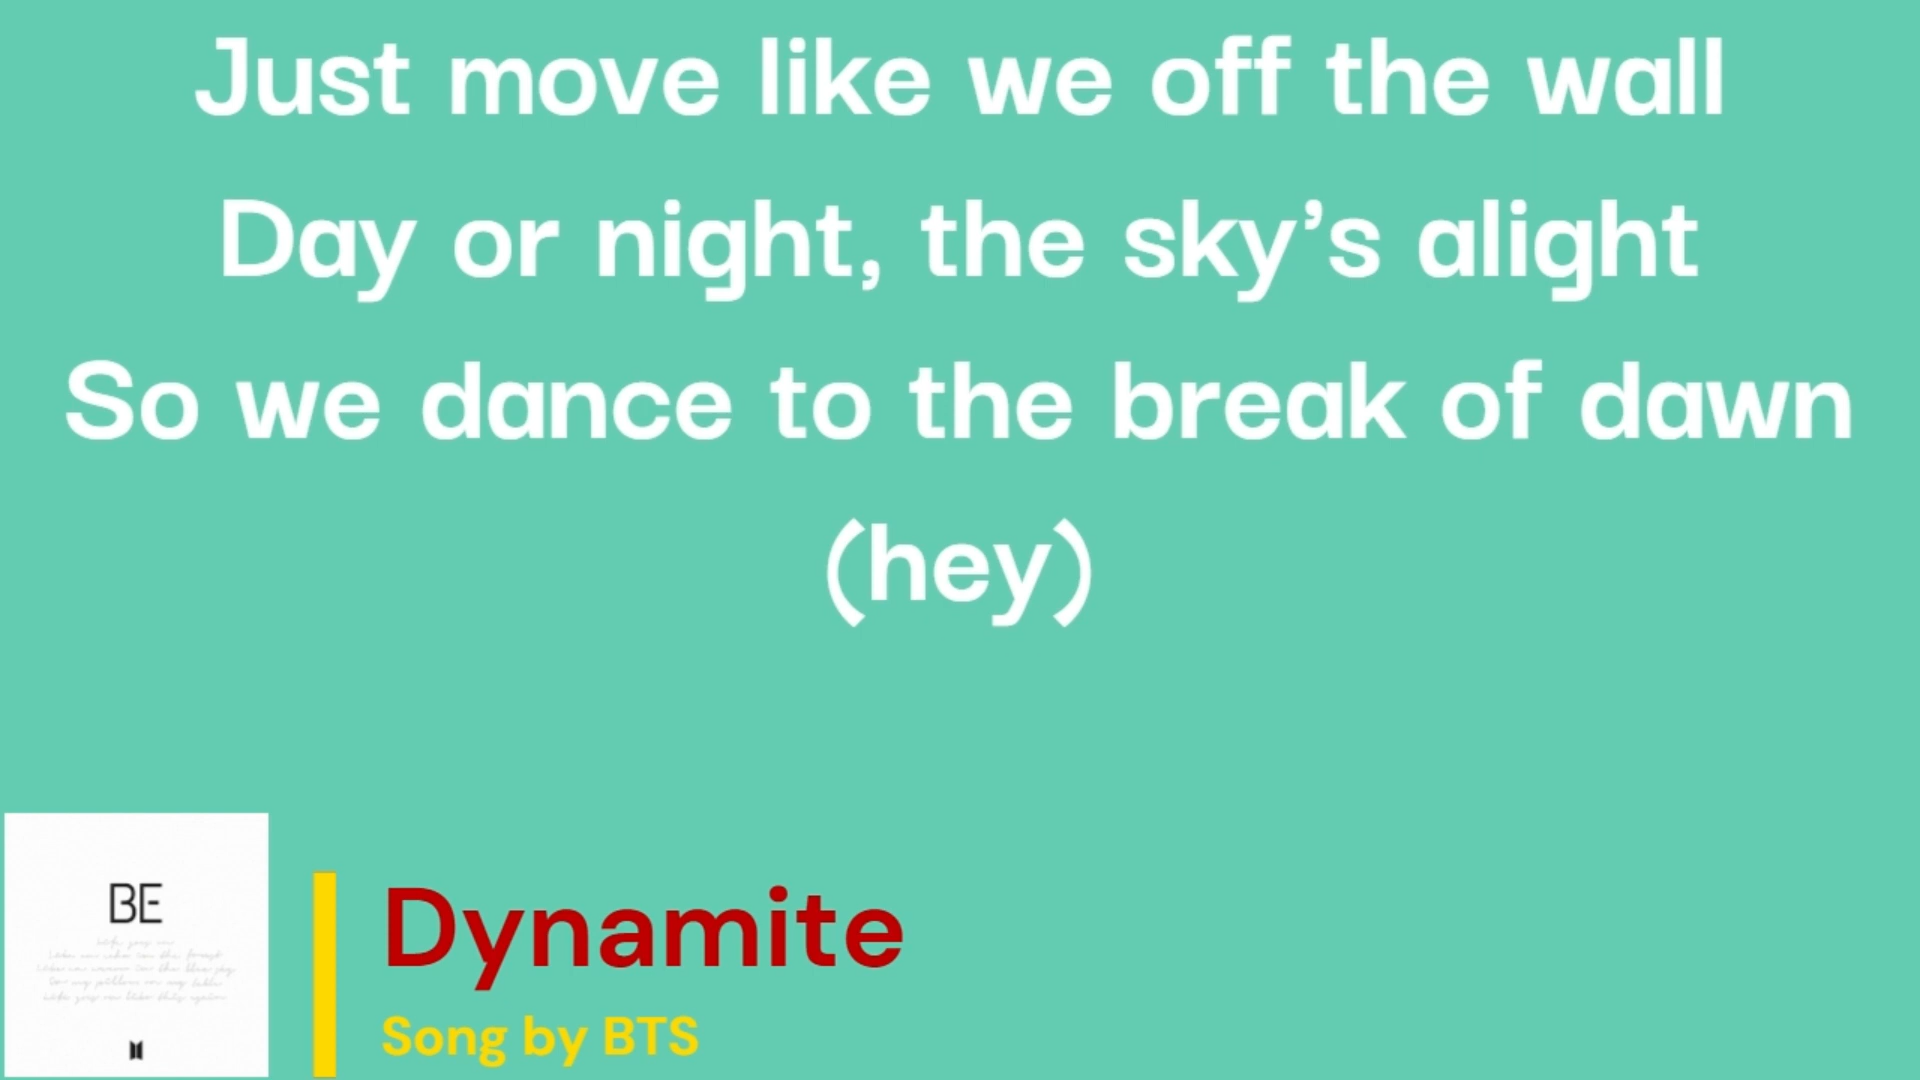 Just move like we off the wall
Day or night, the sky’s alight
So we dance to the break of dawn
(hey)
BE
Dynamite
Song by BTS